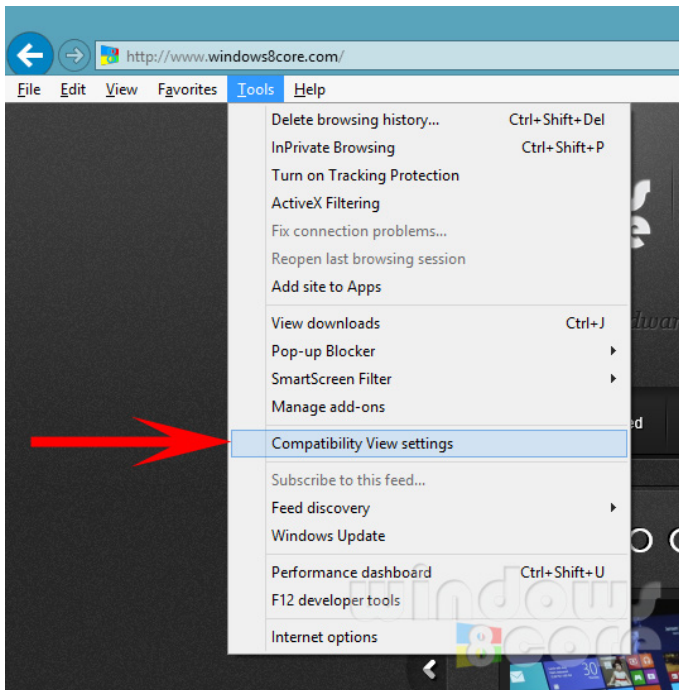 http://www.windows8core.com/
File Edit View Favorites Tools Help
Delete browsing history... Ctrl+Shift+Del
InPrivate Browsing Ctrl+Shift+P
Turn on Tracking Protection
ActiveX Filtering
Fix connection problems...
Reopen last browsing session
Add site to Apps
View downloads Ctrl+J
Pop-up Blocker
SmartScreen Filter
Manage add-ons
Compatibility View settings
Subscribe to this feed...
Feed discovery
Windows Update
Performance dashboard Ctrl+Shift+U
F12 developer tools
Internet options
windows
8core
30